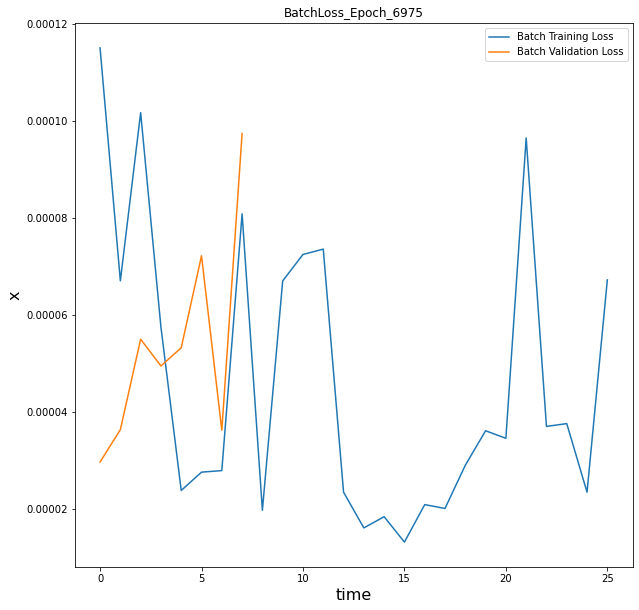 BatchLoss_Epoch_6975
Batch Training Loss
Batch Validation Loss
0.00012
0.00010
0.00008
0.00006
0.00004
0.00002
x
0 5 10 15 20 25
time